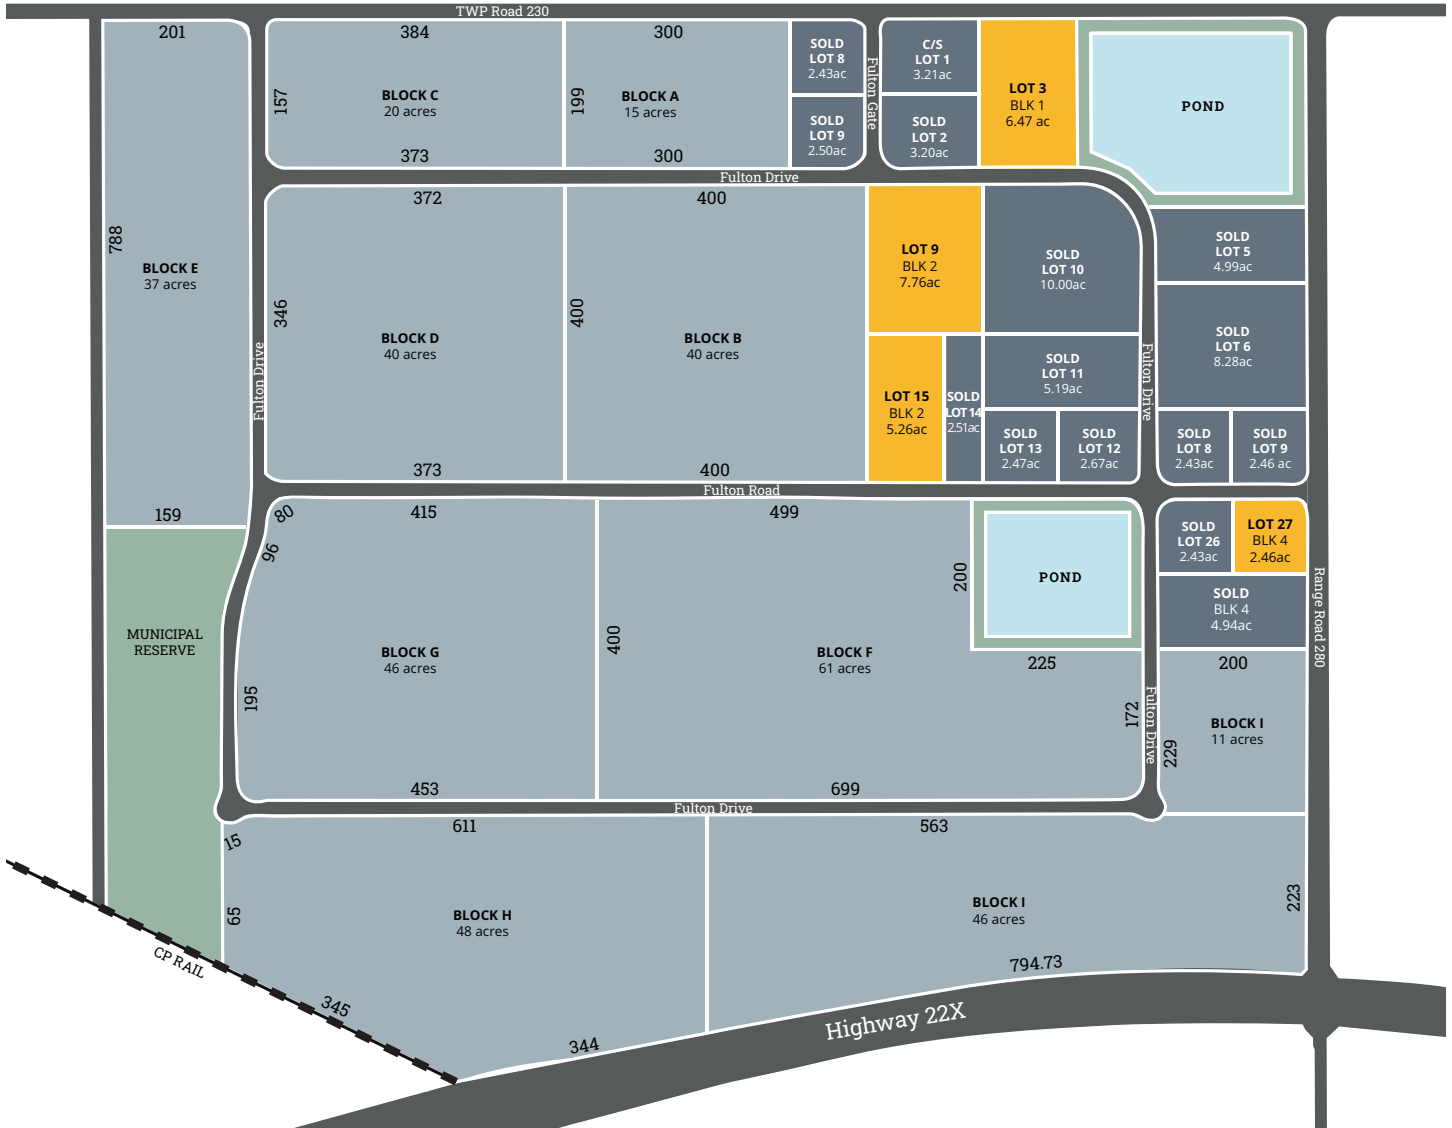 TWP Road 230
201
384
300
SOLD
LOT 8
2.43ac
C/S
LOT 1
3.21ac
LOT 3
BLK 1
6.47 ac
POND
157
BLOCK C
20 acres
199
BLOCK A
15 acres
Fulton Gate
SOLD
LOT 9
2.50ac
SOLD
LOT 2
3.20ac
373
300
Fulton Drive
372
400
788
BLOCK E
37 acres
LOT 9
BLK 2
7.76ac
SOLD
LOT 10
10.00ac
SOLD
LOT 5
4.99ac
346
400
BLOCK D
40 acres
BLOCK B
40 acres
SOLD
LOT 6
8.28ac
Fulton Drive
Fulton Drive
LOT 15
BLK 2
5.26ac
SOLD
LOT 14
2.51ac
SOLD
LOT 11
5.19ac
SOLD
LOT 13
2.47ac
SOLD
LOT 12
2.67ac
SOLD
LOT 8
2.43ac
SOLD
LOT 9
2.46 ac
373
400
Fulton Road
159
80
96
415
499
SOLD
LOT 26
2.43ac
LOT 27
BLK 4
2.46ac
200
POND
SOLD
BLK 4
4.94ac
Range Road 280
MUNICIPAL
RESERVE
400
BLOCK G
46 acres
BLOCK F
61 acres
225
200
195
172
Fulton Drive
229
BLOCK I
11 acres
453
699
Fulton Drive
611
563
15
65
BLOCK H
48 acres
BLOCK I
46 acres
223
CP RAIL
345
794.73
344
Highway 22X